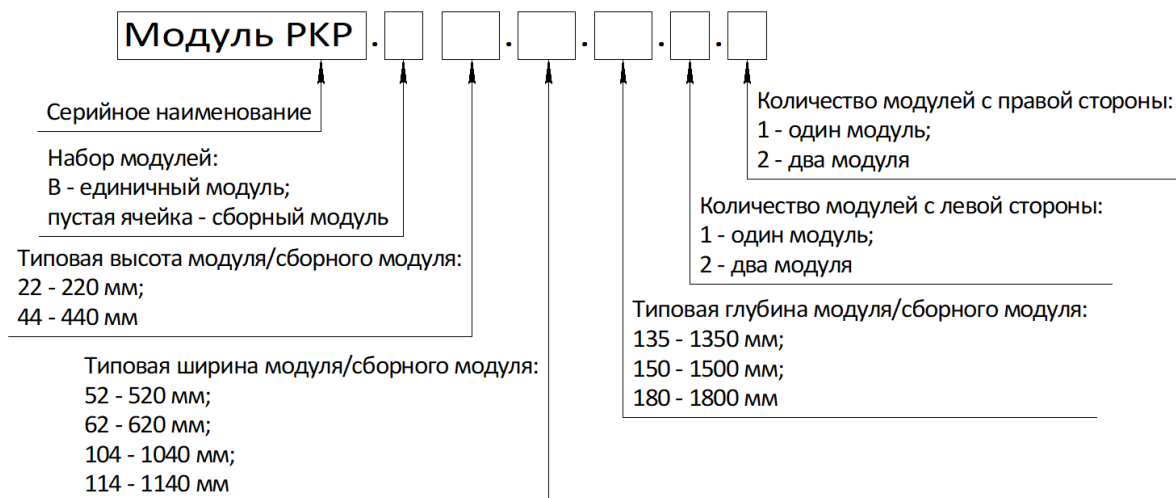 Модуль РКР . . . . .
Серийное наименование
Набор модулей:
В - единичный модуль;
пустая ячейка - сборный модуль
Типовая высота модуля/сборного модуля:
22 - 220 мм;
44 - 440 мм
Типовая ширина модуля/сборного модуля:
52 - 520 мм;
62 - 620 мм;
104 - 1040 мм;
114 - 1140 мм
Количество модулей с правой стороны:
1 - один модуль;
2 - два модуля
Количество модулей с левой стороны:
1 - один модуль;
2 - два модуля
Типовая глубина модуля/сборного модуля:
135 - 1350 мм;
150 - 1500 мм;
180 - 1800 мм